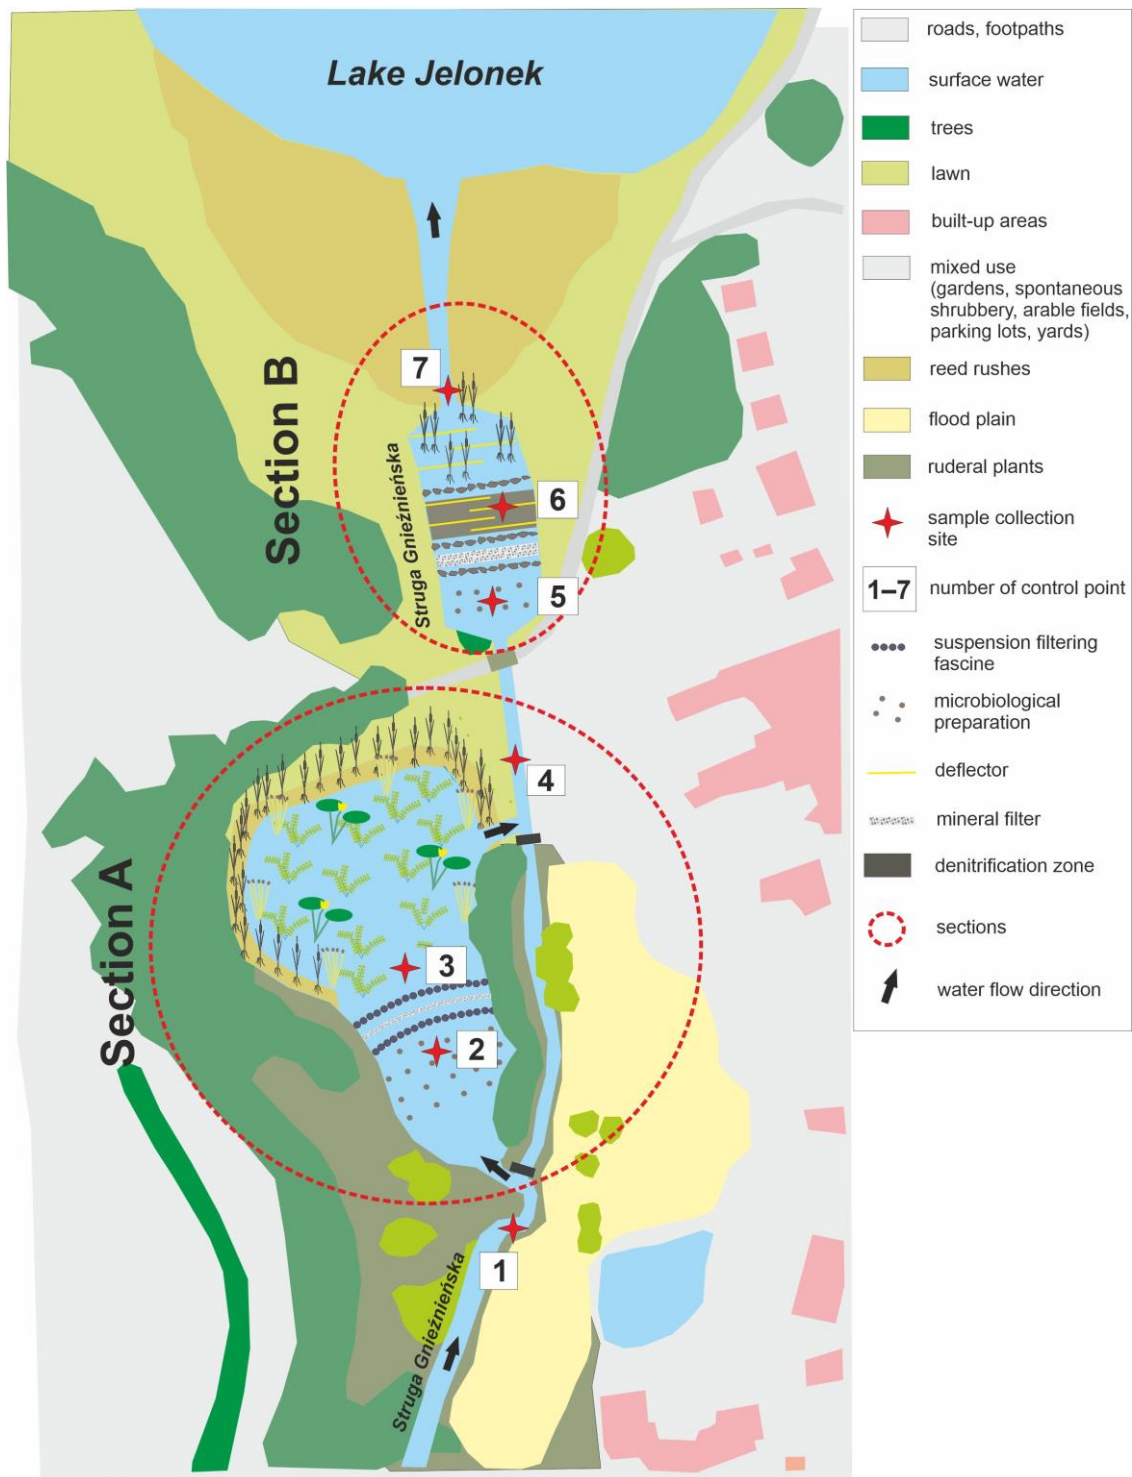 Lake Jelonek
Section B
7
Struga Gnieźnieńska
6
5
4
Section A
3
2
1
Struga Gnieźnieńska
roads, footpaths
surface water
trees
lawn
built-up areas
mixed use
(gardens, spontaneous
shrubbery, arable fields,
parking lots, yards)
reed rushes
flood plain
ruderal plants
sample collection
site
1–7 number of control point
suspension filtering
fascine
microbiological
preparation
deflector
mineral filter
denitrification zone
sections
water flow direction